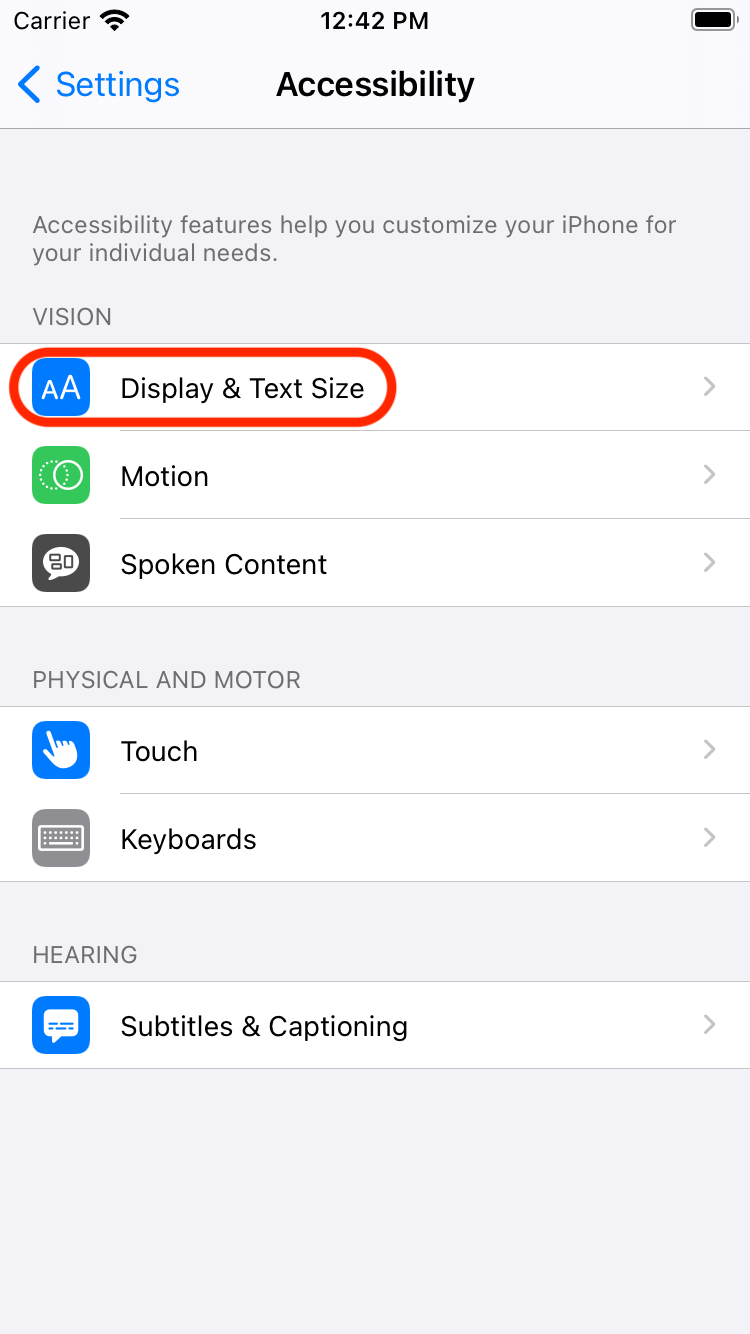 Carrier 12:42 PM
Settings Accessibility
Accessibility features help you customize your iPhone for
your individual needs.
VISION
AA Display & Text Size
Motion
Spoken Content
PHYSICAL AND MOTOR
Touch
Keyboards
HEARING
Subtitles & Captioning